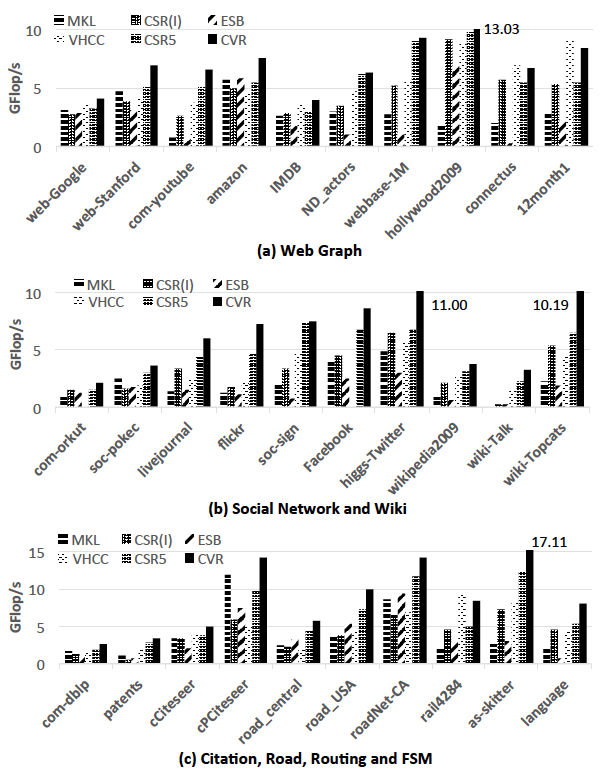 MKL CSR(I) ESB
VHCC CSR5 CVR
13.03
10
5
0
GFlop/s
web-Google
web-Stanford
com-youtube
amazon
IMDB
ND_actors
webbase-1M
hollywood2009
connectus
12month1
(a) Web Graph
MKL CSR(I) ESB
VHCC CSR5 CVR
11.00
10.19
10
5
0
GFlop/s
com-orkut
soc-pokec
livejournal
flickr
soc-sign
Facebook
higgs-Twitter
wikipedia2009
wiki-Talk
wiki-Topcats
(b) Social Network and Wiki
MKL CSR(I) ESB
VHCC CSR5 CVR
17.11
15
10
5
0
GFlop/s
com-dblp
patents
cCiteseer
cPCiteseer
road_central
road_USA
roadNet-CA
rail4284
as-skitter
language
(c) Citation, Road, Routing and FSM